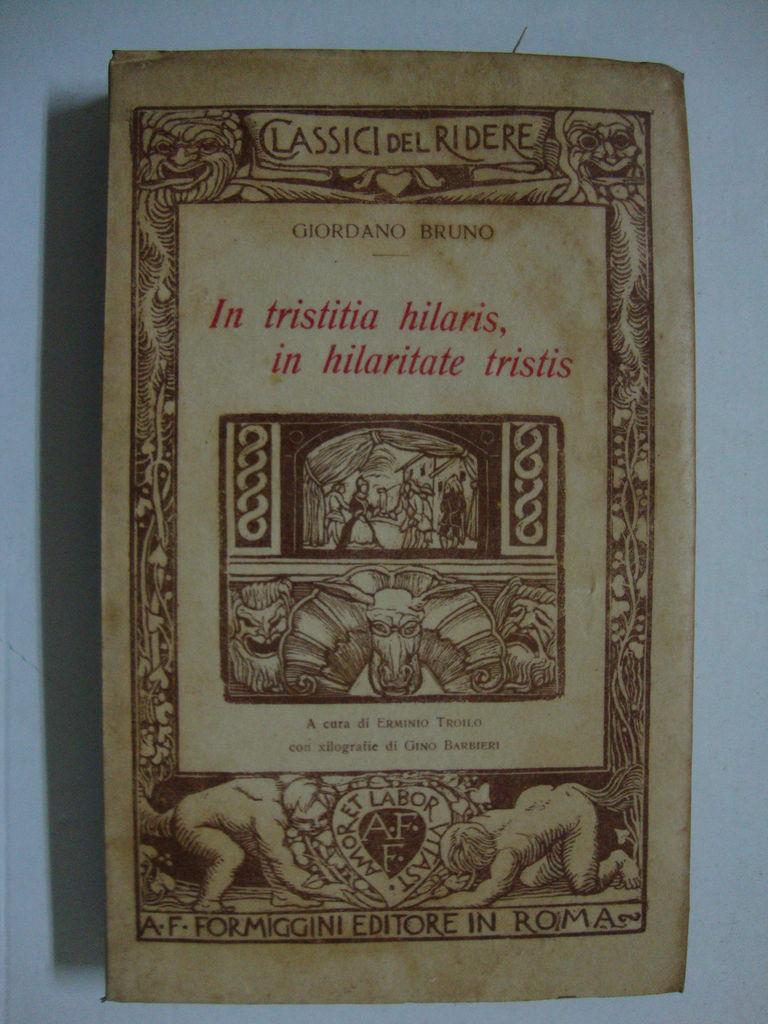 CLASSICI DEL RIDERE
GIORDANO BRUNO
In tristitia hilaris,
in hilaritate tristis
A cura di ERMINIO TROILO
con xilografie di GINO BARBIERI
AMOR ET LABOR VITAST
A.F.
F.
A.F. FORMIGGINI EDITORE IN ROMA